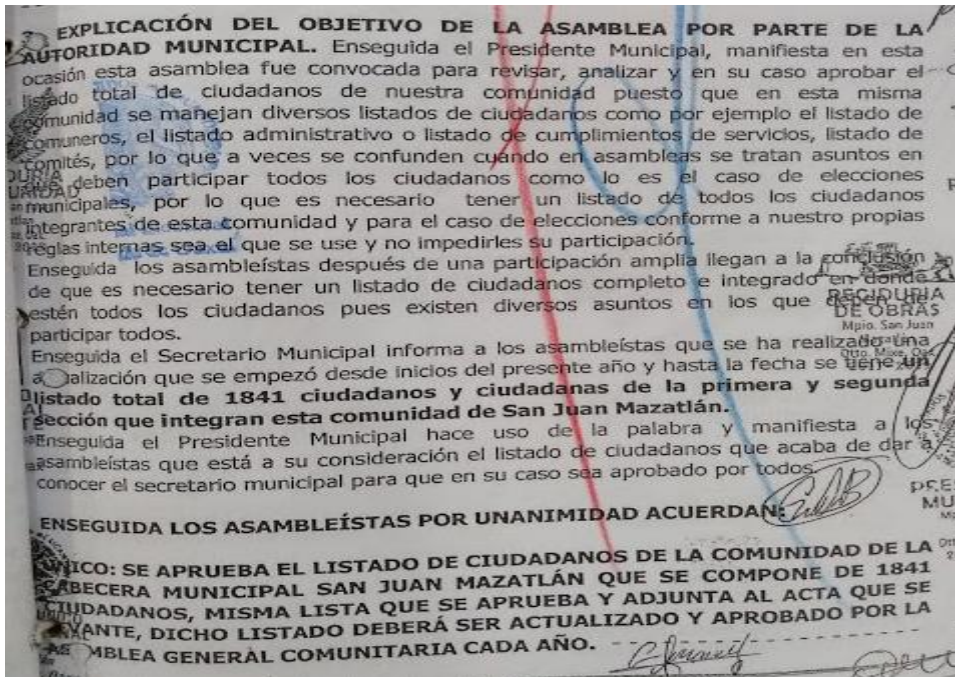 EXPLICACIÓN DEL OBJETIVO DE LA ASAMBLEA POR PARTE DE LA
AUTORIDAD MUNICIPAL. Enseguida el Presidente Municipal, manifiesta en esta
ocasión esta asamblea fue convocada para revisar, analizar y en su caso aprobar el
listado total de ciudadanos de nuestra comunidad puesto que en esta misma
comunidad se manejan diversos listados de ciudadanos como por ejemplo el listado de
comuneros, el listado administrativo o listado de cumplimientos de servicios, listado de
comités, por lo que a veces se confunden cuando en asambleas se tratan asuntos en
que deben participar todos los ciudadanos como lo es el caso de elecciones
municipales, por lo que es necesario tener un listado de todos los ciudadanos
integrantes de esta comunidad y para el caso de elecciones conforme a nuestro propias
reglas internas sea el que se use y no impedirles su participación.
Enseguida los asambleístas después de una participación amplia llegan a la conclusión
de que es necesario tener un listado de ciudadanos completo e integrado en donde
estén todos los ciudadanos pues existen diversos asuntos en los que deben de
participar todos.
REGIDURIA
DE OBRAS
Mpio. San Juan
Enseguida el Secretario Municipal informa a los asambleístas que se ha realizado una
Dtto. Mixe, Oax.
a alización que se empezó desde inicios del presente año y hasta la fecha se tiene un
listado total de 1841 ciudadanos y ciudadanas de la primera y segunda
sección que integran esta comunidad de San Juan Mazatlán.
Enseguida el Presidente Municipal hace uso de la palabra y manifiesta a los
asambleístas que está a su consideración el listado de ciudadanos que acaba de dar a
conocer el secretario municipal para que en su caso sea aprobado por todos.
ENSEGUIDA LOS ASAMBLEÍSTAS POR UNANIMIDAD ACUERDAN:
ÚNICO: SE APRUEBA EL LISTADO DE CIUDADANOS DE LA COMUNIDAD DE LA
CABECERA MUNICIPAL SAN JUAN MAZATLÁN QUE SE COMPONE DE 1841
CIUDADANOS, MISMA LISTA QUE SE APRUEBA Y ADJUNTA AL ACTA QUE SE
VANTE, DICHO LISTADO DEBERÁ SER ACTUALIZADO Y APROBADO POR LA
AS MBLEA GENERAL COMUNITARIA CADA AÑO.